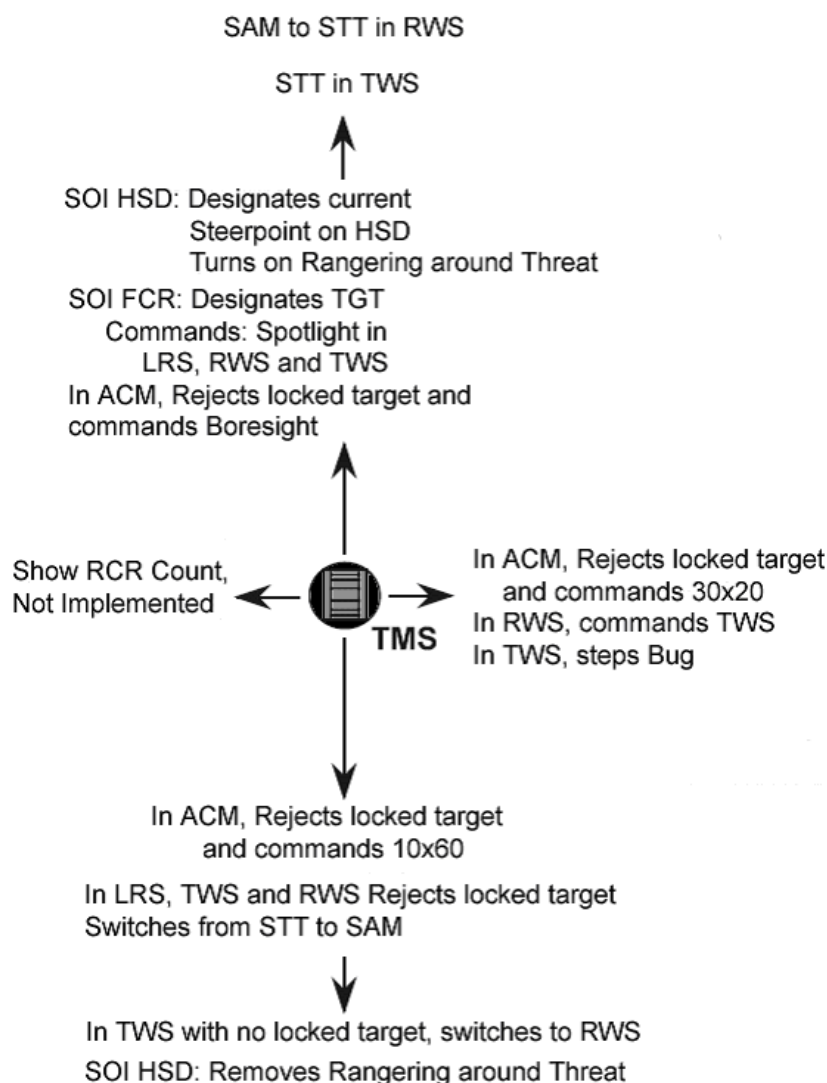 SAM to STT in RWS
STT in TWS
SOI HSD: Designates current
Steerpoint on HSD
Turns on Rangering around Threat
SOI FCR: Designates TGT
Commands: Spotlight in
LRS, RWS and TWS
In ACM, Rejects locked target and
commands Boresight
Show RCR Count,
Not Implemented
TMS
In ACM, Rejects locked target
and commands 30x20
In RWS, commands TWS
In TWS, steps Bug
In ACM, Rejects locked target
and commands 10x60
In LRS, TWS and RWS Rejects locked target
Switches from STT to SAM
In TWS with no locked target, switches to RWS
SOI HSD: Removes Rangering around Threat